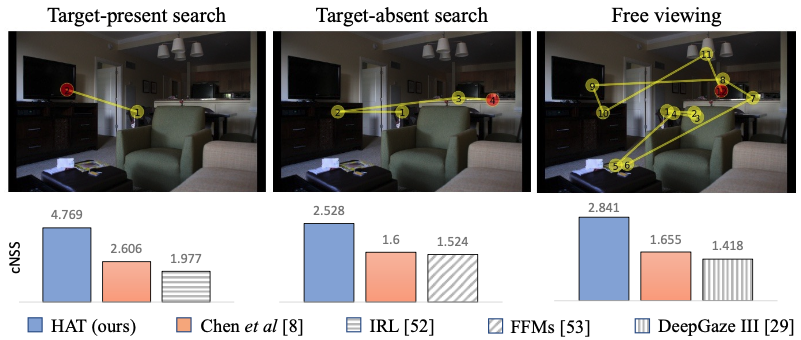 Target-present search Target-absent search Free viewing
1
2 1 3 4
11
9 8 7
10 1 4 2
5 6
cNSS
4.769 2.606 1.977
2.528 1.6 1.524
2.841 1.655 1.418
HAT (ours) Chen et al [8] IRL [52] FFMs [53] DeepGaze III [29]